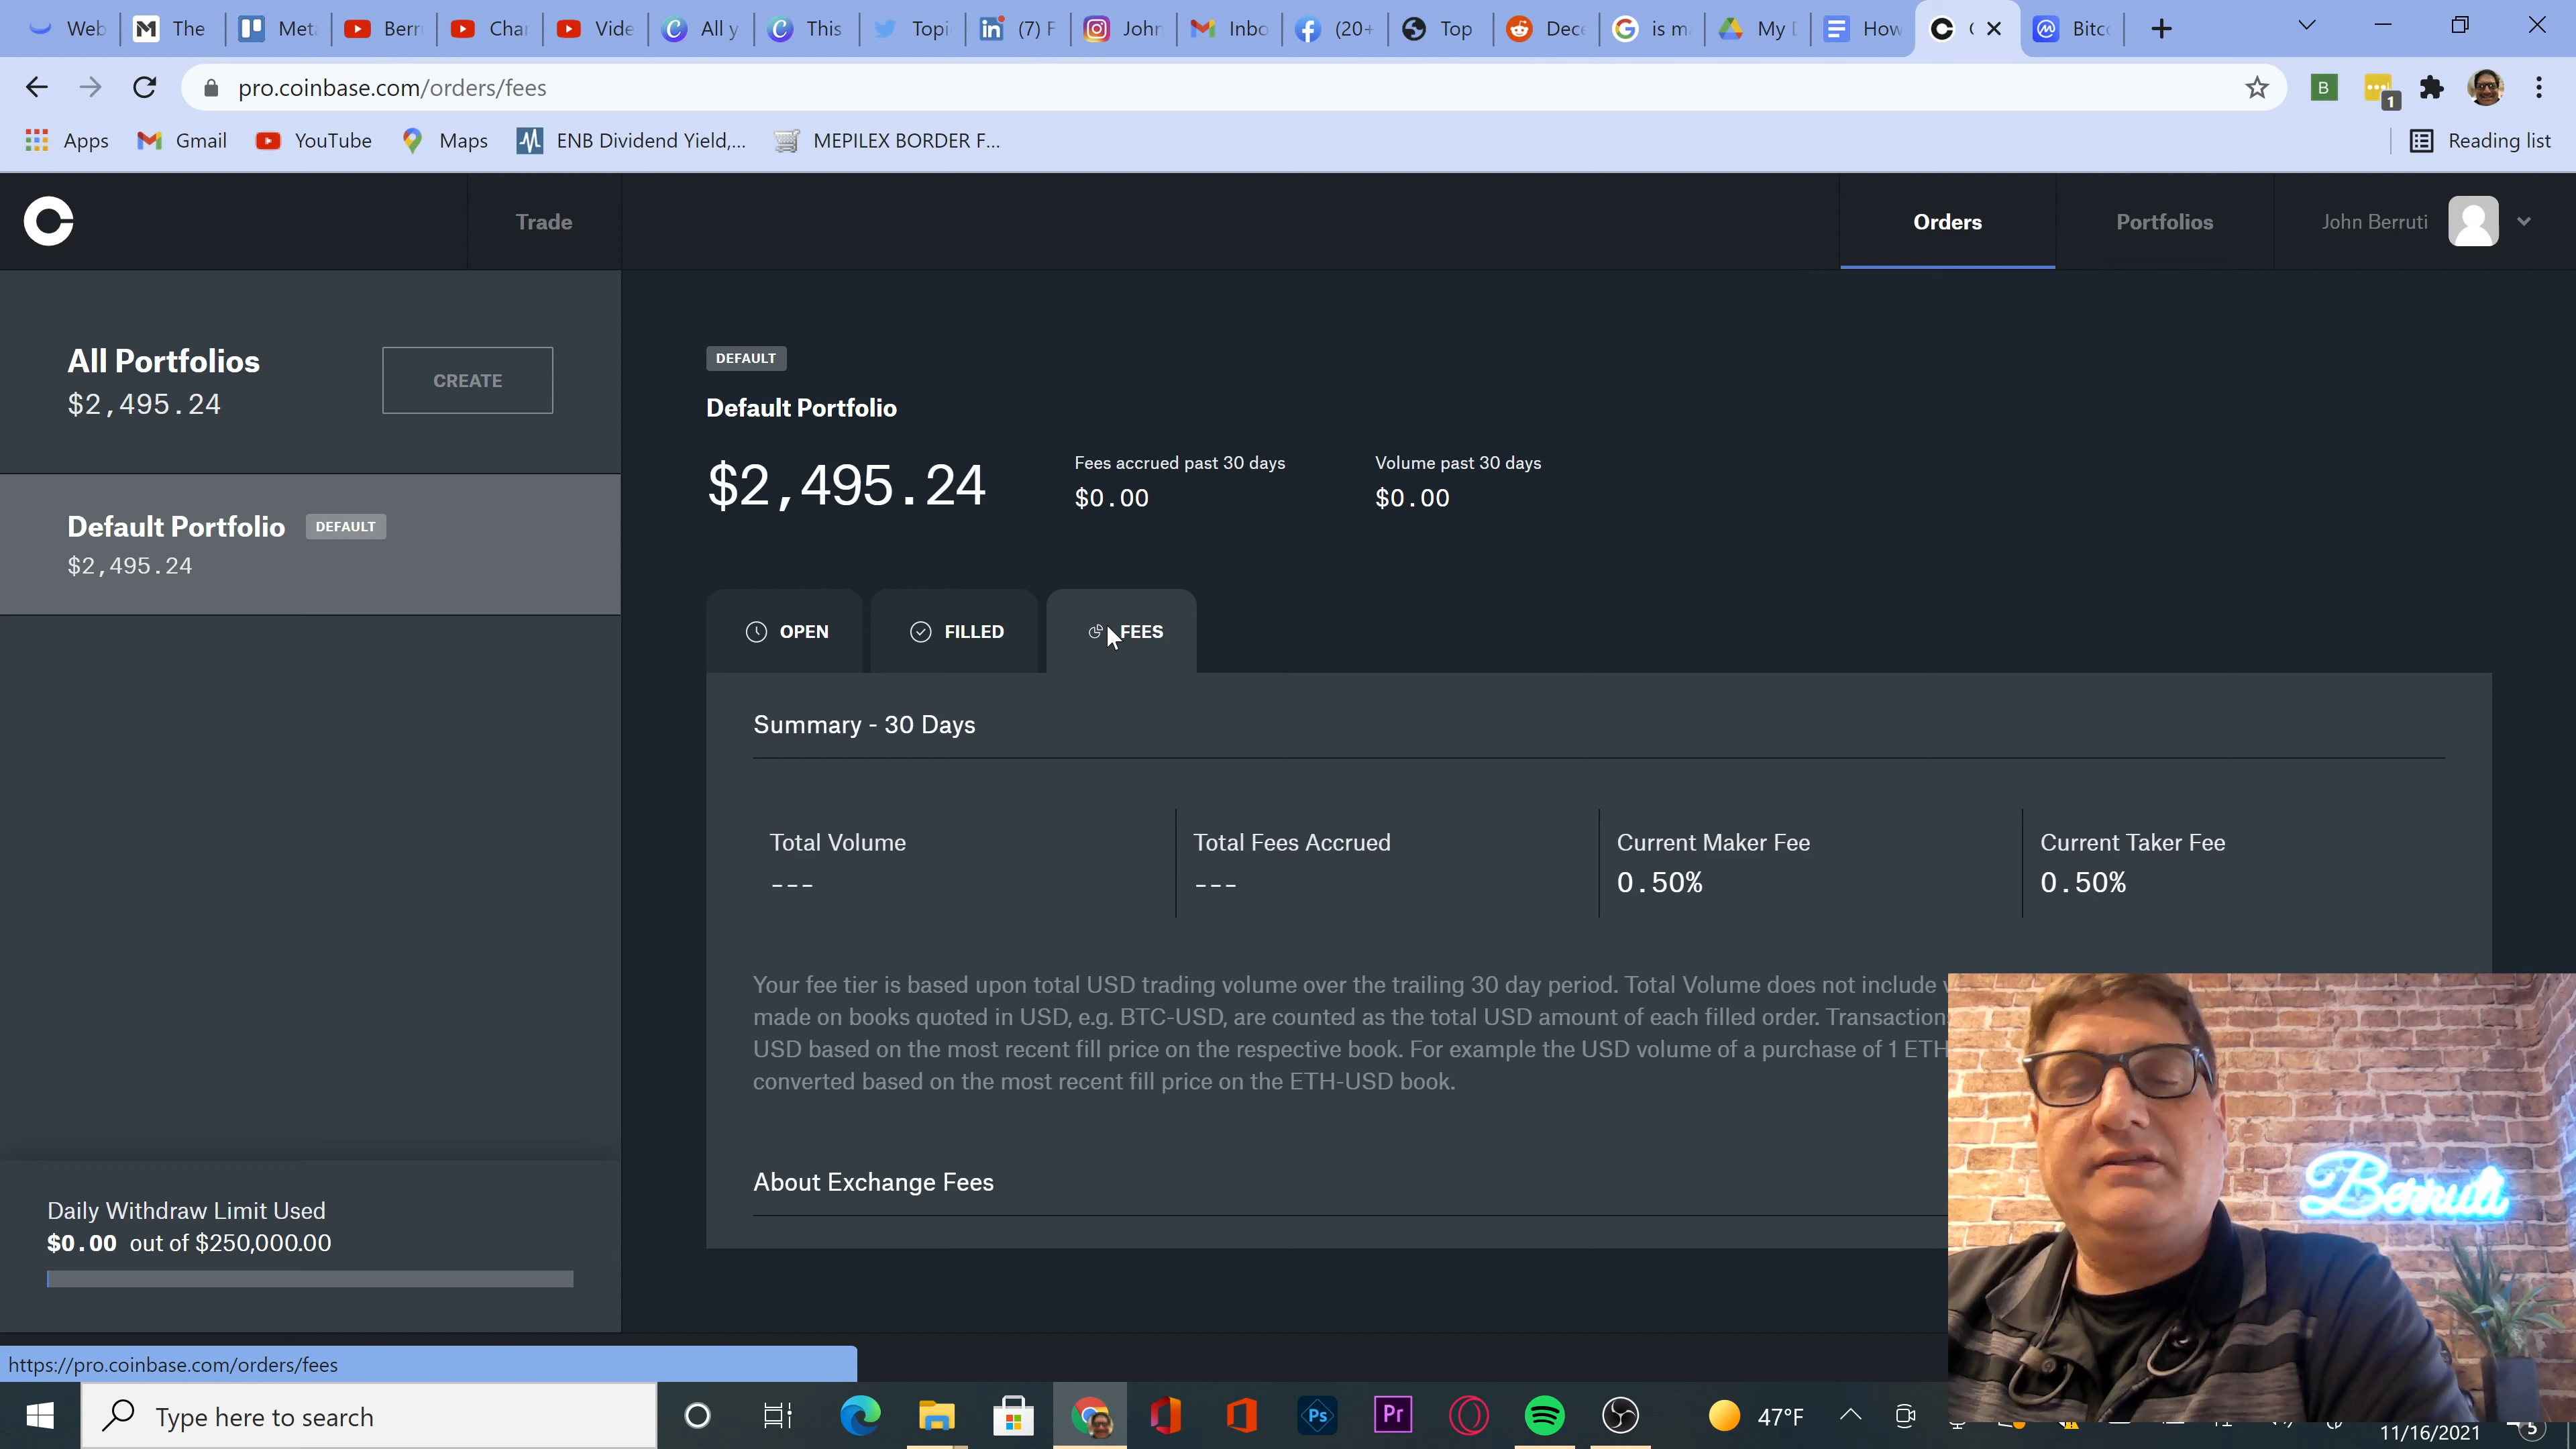 Web
The
Meta
Berr
Char
Vide
All y
This
Topi
(7) F
John
Inbo
(20+
Top
Dece
is m
My D
How
Bitco
pro.coinbase.com/orders/fees
B
1
Apps
Gmail
YouTube
Maps
ENB Dividend Yield,...
MEPILEX BORDER F...
Reading list
Trade
Orders
Portfolios
John Berruti
All Portfolios
$2,495.24
CREATE
Default Portfolio DEFAULT
$2,495.24
DEFAULT
Default Portfolio
$2,495.24
Fees accrued past 30 days
$0.00
Volume past 30 days
$0.00
OPEN
FILLED
FEES
Summary - 30 Days
Total Volume
---
Total Fees Accrued
---
Current Maker Fee
0.50%
Current Taker Fee
0.50%
Your fee tier is based upon total USD trading volume over the trailing 30 day period. Total Volume does not include
made on books quoted in USD, e.g. BTC-USD, are counted as the total USD amount of each filled order. Transaction
USD based on the most recent fill price on the respective book. For example the USD volume of a purchase of 1 ETH
converted based on the most recent fill price on the ETH-USD book.
About Exchange Fees
Daily Withdraw Limit Used
$0.00 out of $250,000.00
Berruti
https://pro.coinbase.com/orders/fees
Type here to search
Ps
Pr
47°F
11/16/2021
5